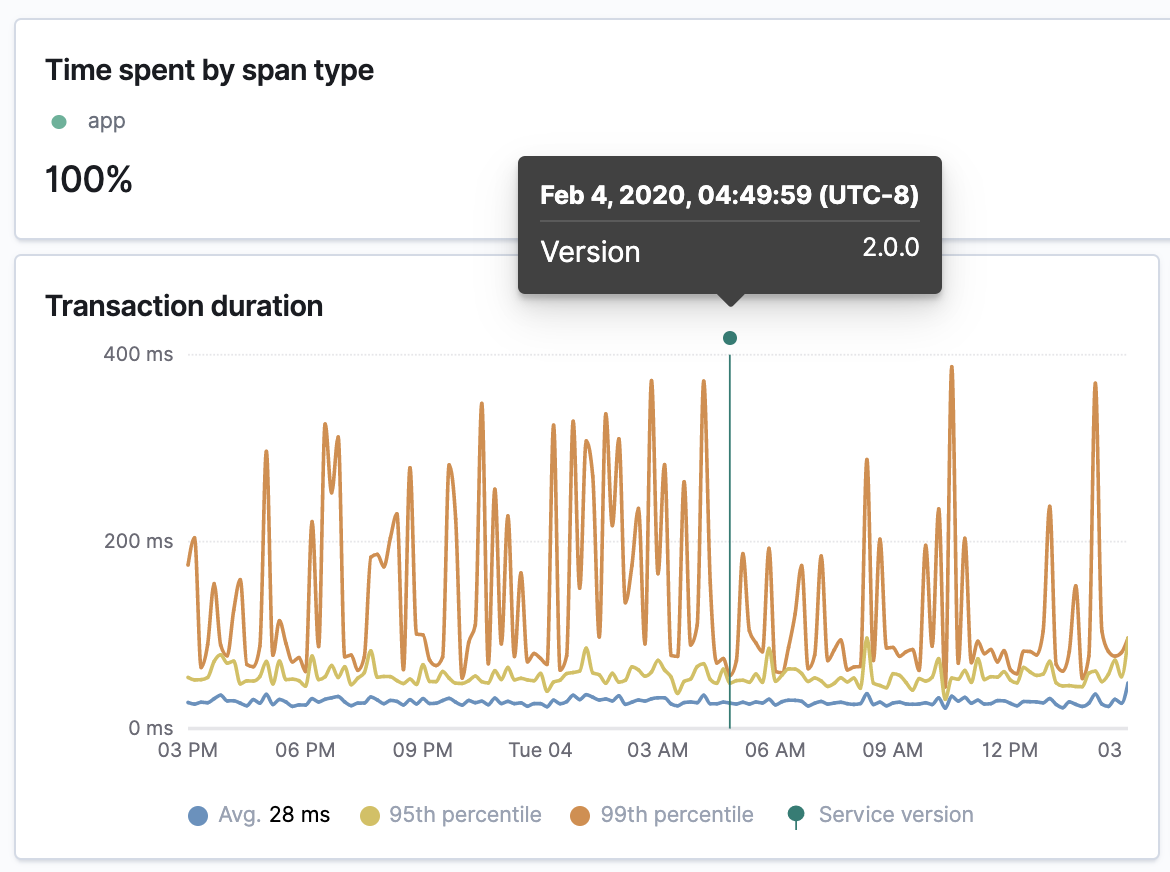 Time spent by span type
app
100%
Feb 4, 2020, 04:49:59 (UTC-8)
Version 2.0.0
Transaction duration
400 ms
200 ms
0 ms
03 PM 06 PM 09 PM Tue 04 03 AM 06 AM 09 AM 12 PM 03
Avg. 28 ms 95th percentile 99th percentile Service version